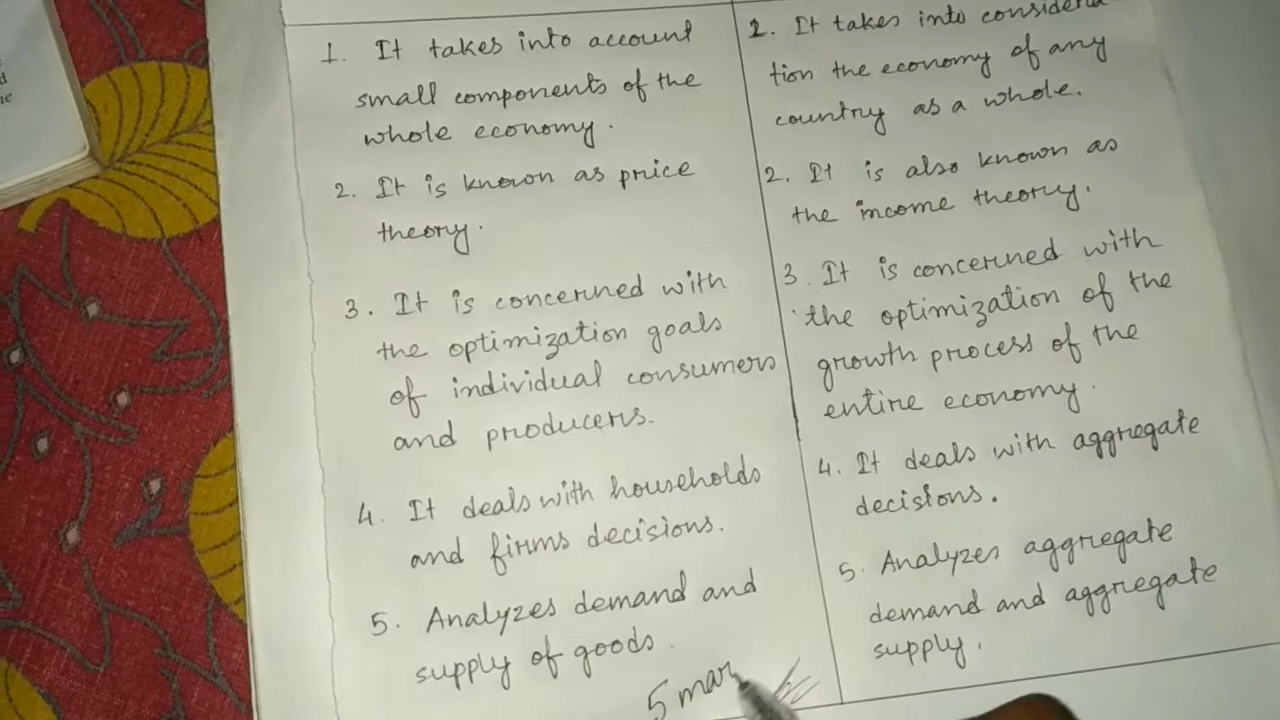 1. It takes into account
small components of the
whole economy.
2. It is known as price
theory.
3. It is concerned with
the optimization goals
of individual consumers
and producers.
4. It deals with households
and firms decisions.
5. Analyzes demand and
supply of goods.
5 mar
1. It takes into considera
tion the economy of any
country as a whole.
2. It is also known as
the income theory.
3. It is concerned with
the optimization of the
growth process of the
entire economy.
4. It deals with aggregate
decisions.
5. Analyzes aggregate
demand and aggregate
supply.